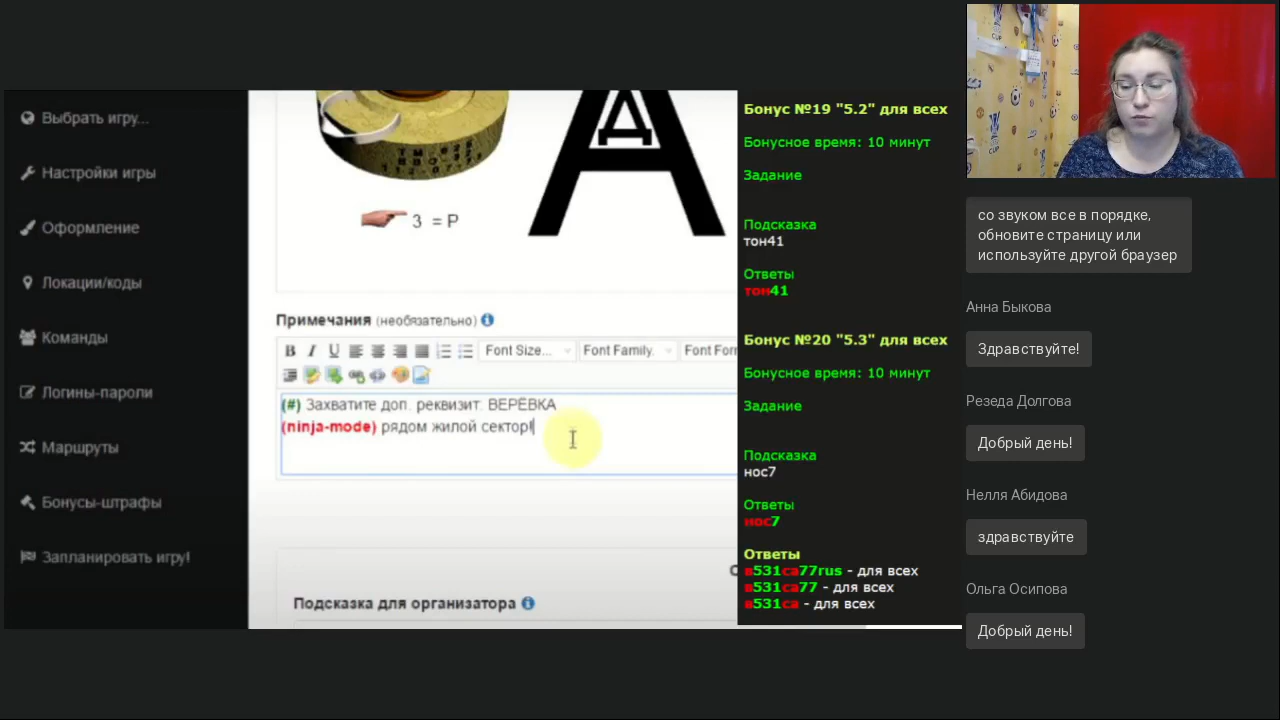 Выбрать игру...
Настройки игры
Оформление
Локации/коды
Команды
Логины-пароли
Маршруты
Бонусы-штрафы
Запланировать игру!
Д
3 = Р
Примечания (необязательно)
B I U Font Size... Font Family. Font For
(#) Захватите доп. реквизит: ВЕРЁВКА
(ninja-mode) рядом жилой сектор!
Подсказка для организатора
Бонус №19 "5.2" для всех
Бонусное время: 10 минут
Задание
Подсказка
тон41
Ответы
тон41
Бонус №20 "5.3" для всех
Бонусное время: 10 минут
Задание
Подсказка
нос7
Ответы
нос7
Ответы
в531са77rus - для всех
в531са77 - для всех
в531са - для всех
со звуком все в порядке,
обновите страницу или
используйте другой браузер
Анна Быкова
Здравствуйте!
Резеда Долгова
Добрый день!
Нелля Абидова
здравствуйте
Ольга Осипова
Добрый день!